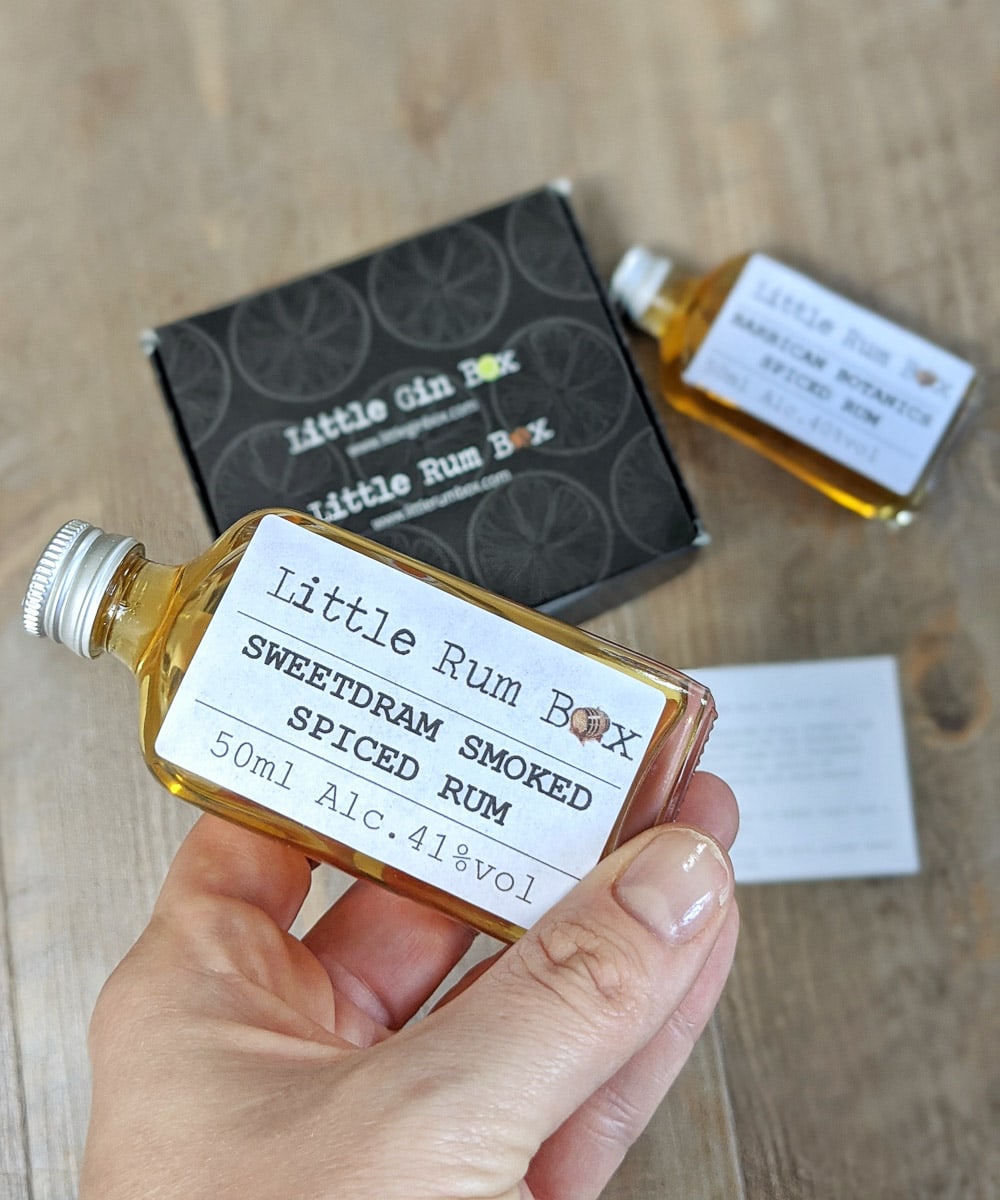 Little Gin Box
www.littleginbox.com
Little Rum Box
www.littlerumbox.com
Little Rum Box
BARBICAN BOTANICS
SPICED RUM
50ml Alc.41%vol
Little Rum Box
SWEETDRAM SMOKED
SPICED RUM
50ml Alc.41%vol